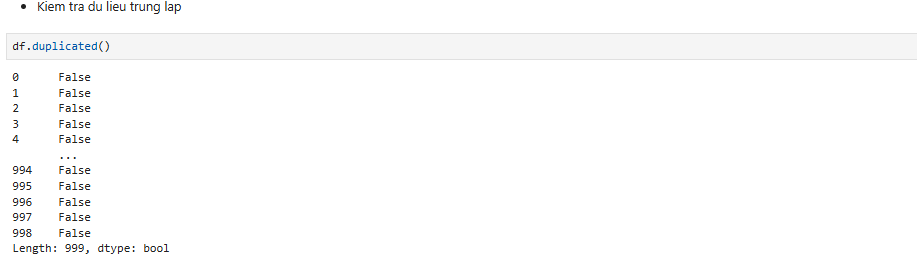 Kiem tra du lieu trung lap
df.duplicated()
0      False
1      False
2      False
3      False
4      False
       ...
994    False
995    False
996    False
997    False
998    False
Length: 999, dtype: bool